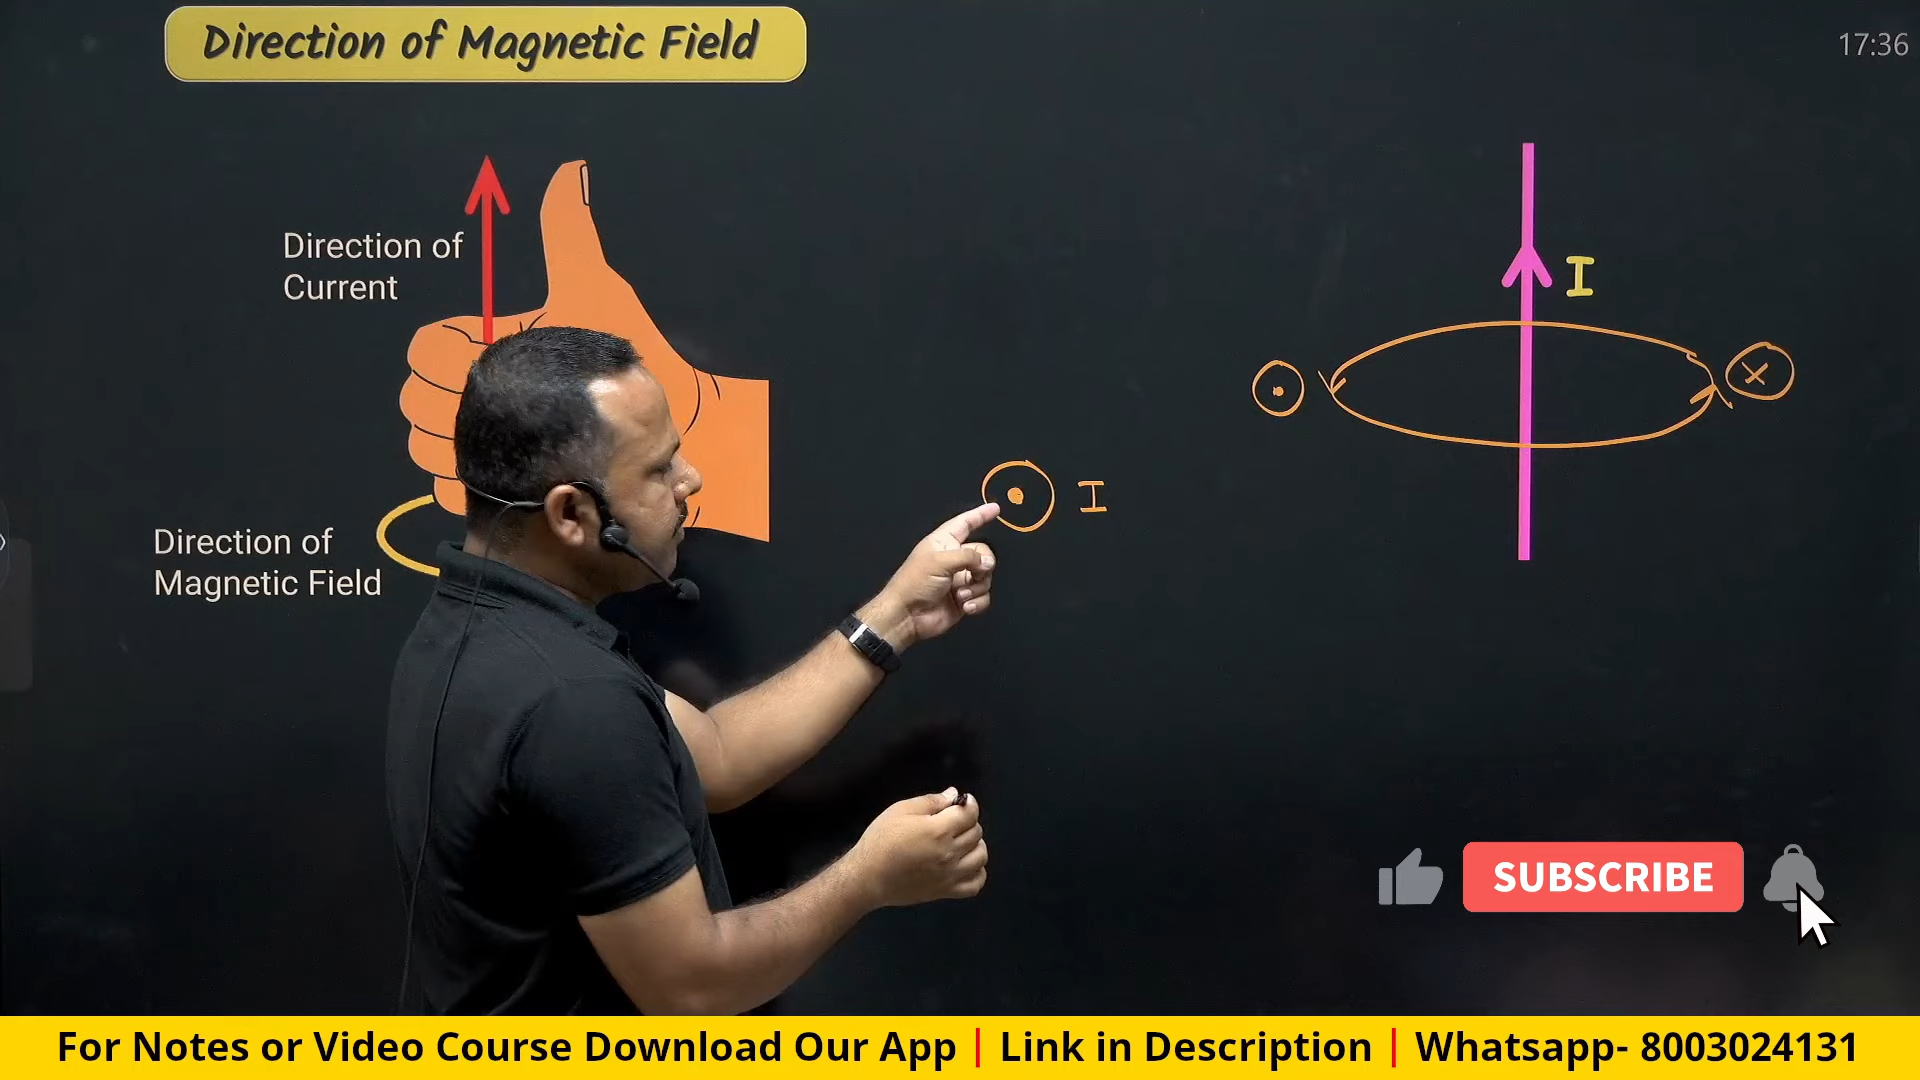 Direction of Magnetic Field
17:36
Direction of
Current
I
I
Direction of
Magnetic Field
SUBSCRIBE
For Notes or Video Course Download Our App | Link in Description | Whatsapp- 8003024131